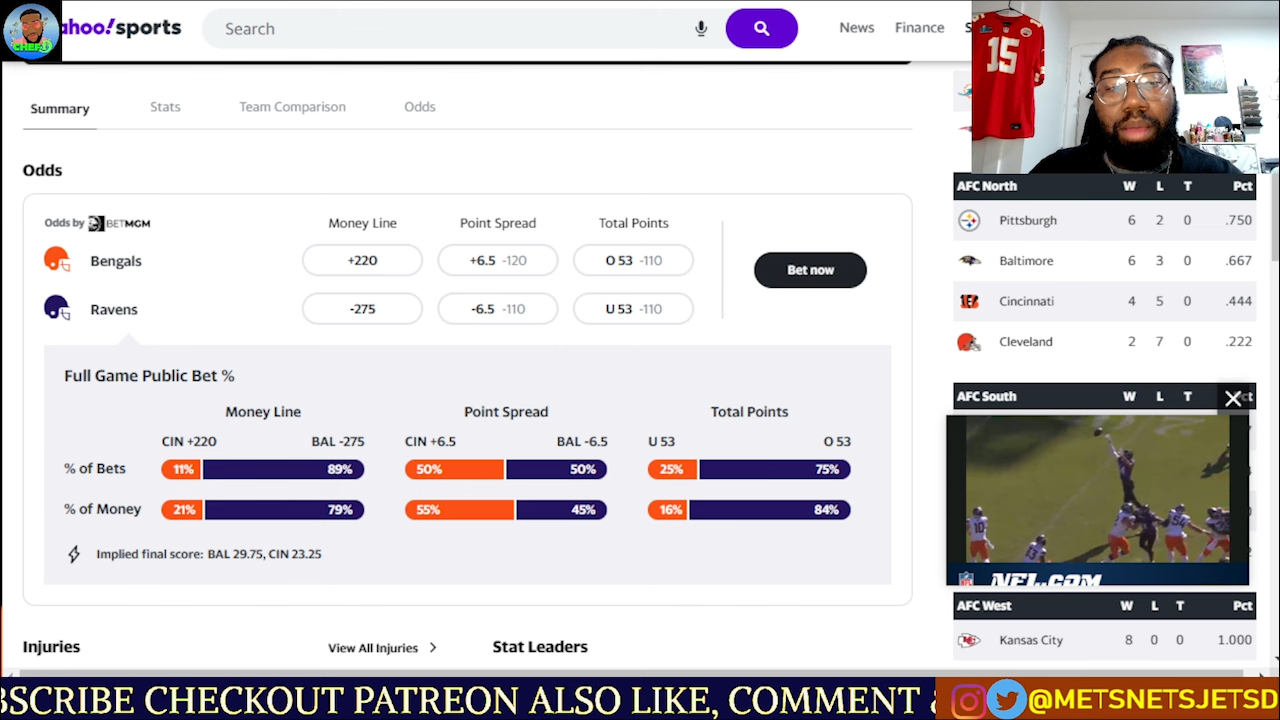 CHEF
ahoo!sports
Search
News
Finance
S
15
Summary
Stats
Team Comparison
Odds
Odds
Odds by BETMGM
Money Line
Point Spread
Total Points
Bengals
+220
+6.5 -120
O 53 -110
Bet now
Ravens
-275
-6.5 -110
U 53 -110
Full Game Public Bet %
Money Line
Point Spread
Total Points
CIN +220
BAL -275
CIN +6.5
BAL -6.5
U 53
O 53
% of Bets
11%
89%
50%
50%
25%
75%
% of Money
21%
79%
55%
45%
16%
84%
Implied final score: BAL 29.75, CIN 23.25
Injuries
View All Injuries
Stat Leaders
AFC North W L T Pct
Pittsburgh 6 2 0 .750
Baltimore 6 3 0 .667
Cincinnati 4 5 0 .444
Cleveland 2 7 0 .222
AFC South W L T ct
NFL.COM
AFC West W L T Pct
Kansas City 8 0 0 1.000
BSCRIBE CHECKOUT PATREON ALSO LIKE, COMMENT &
@METSNETSJETSD